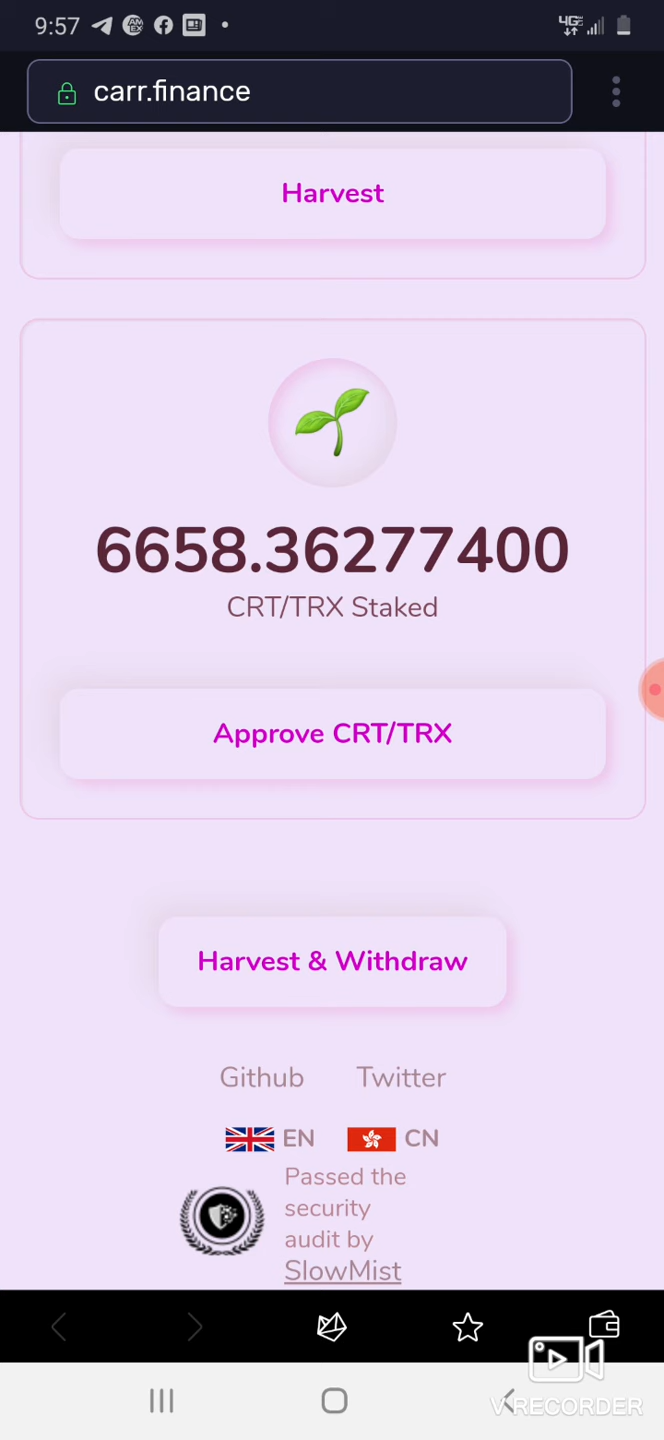 9:57
4G
carr.finance
Harvest
6658.36277400
CRT/TRX Staked
Approve CRT/TRX
Harvest & Withdraw
Github Twitter
EN CN
Passed the
security
audit by
SlowMist
V RECORDER